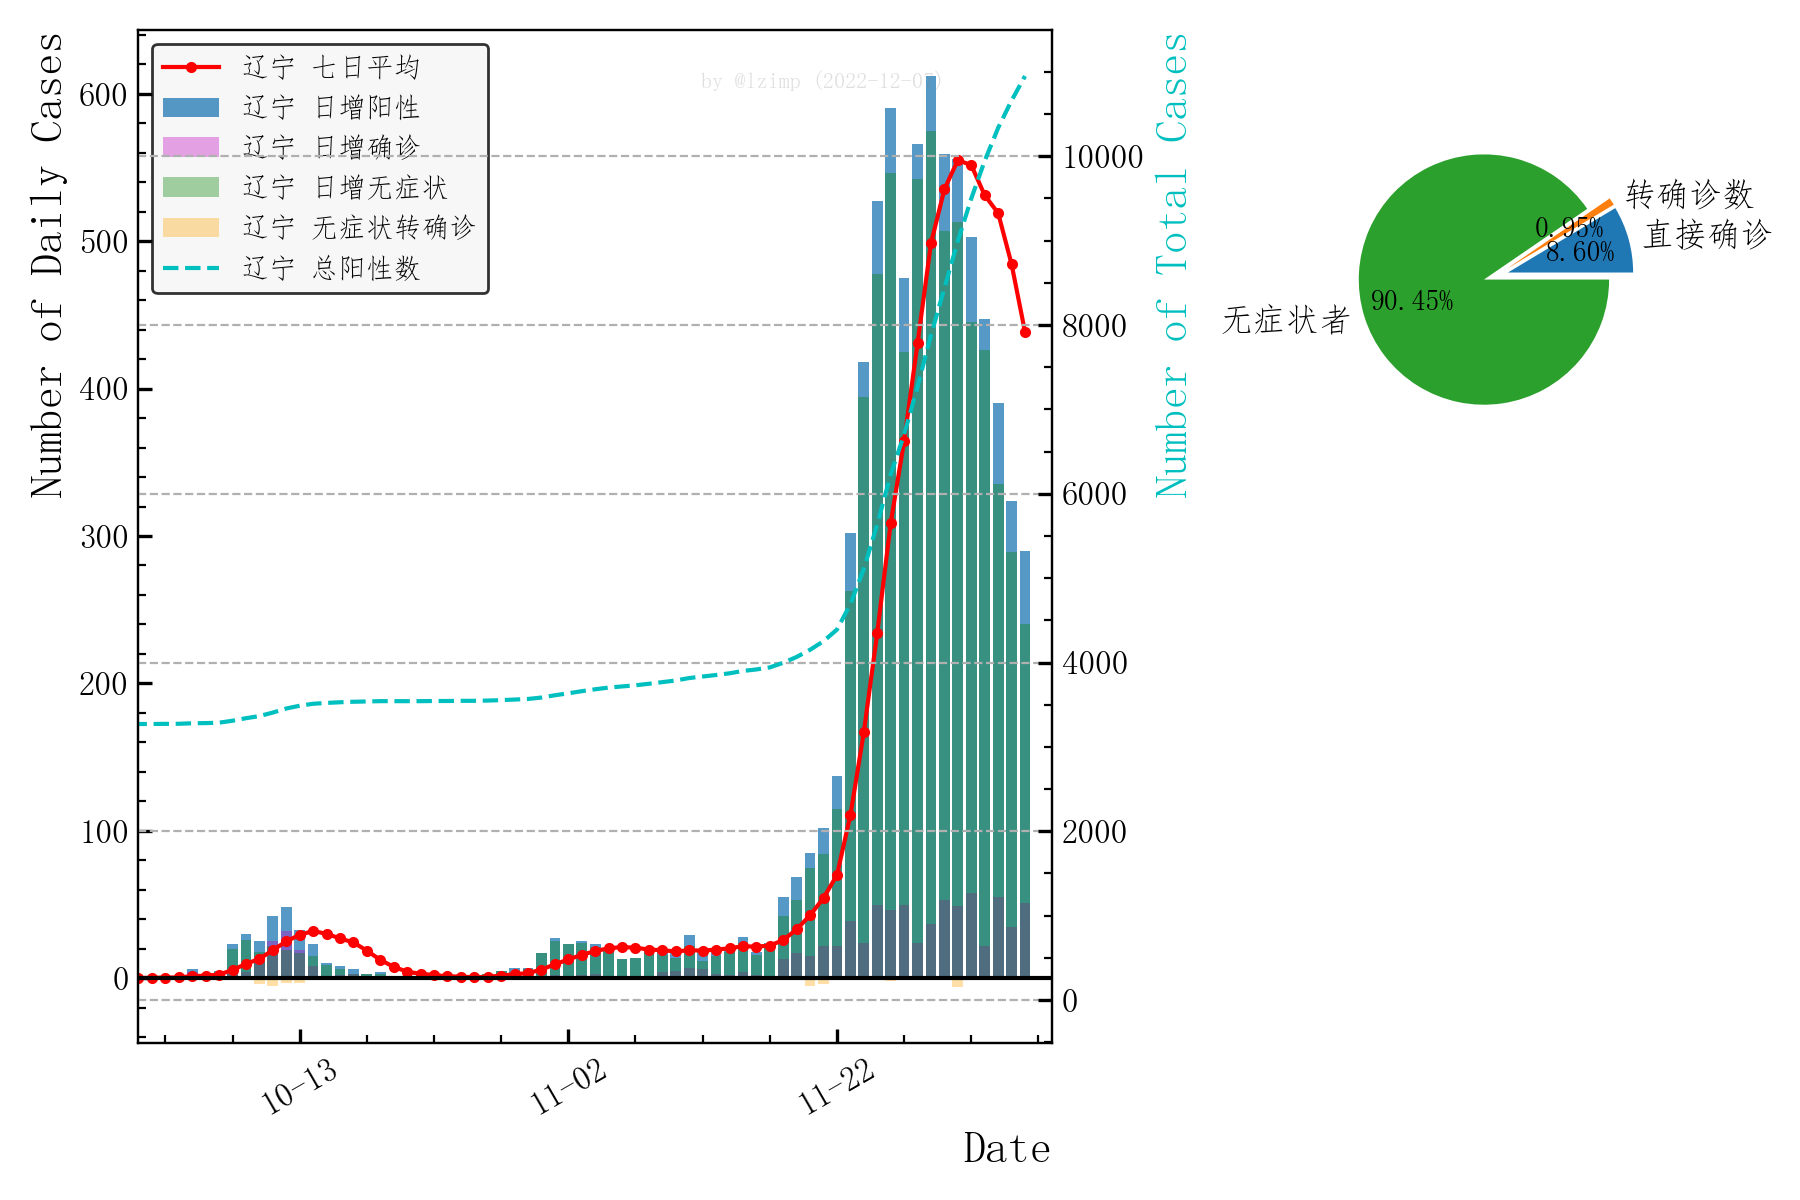 Number of Daily Cases
600
500
400
300
200
100
0
辽宁 七日平均
辽宁 日增阳性
辽宁 日增确诊
辽宁 日增无症状
辽宁 无症状转确诊
辽宁 总阳性数
by @lzimp (2022-12-07)
10-13
11-02
11-22
Date
10000
8000
6000
4000
2000
0
Number of Total Cases
转确诊数
0.95%
直接确诊
8.60%
90.45%
无症状者